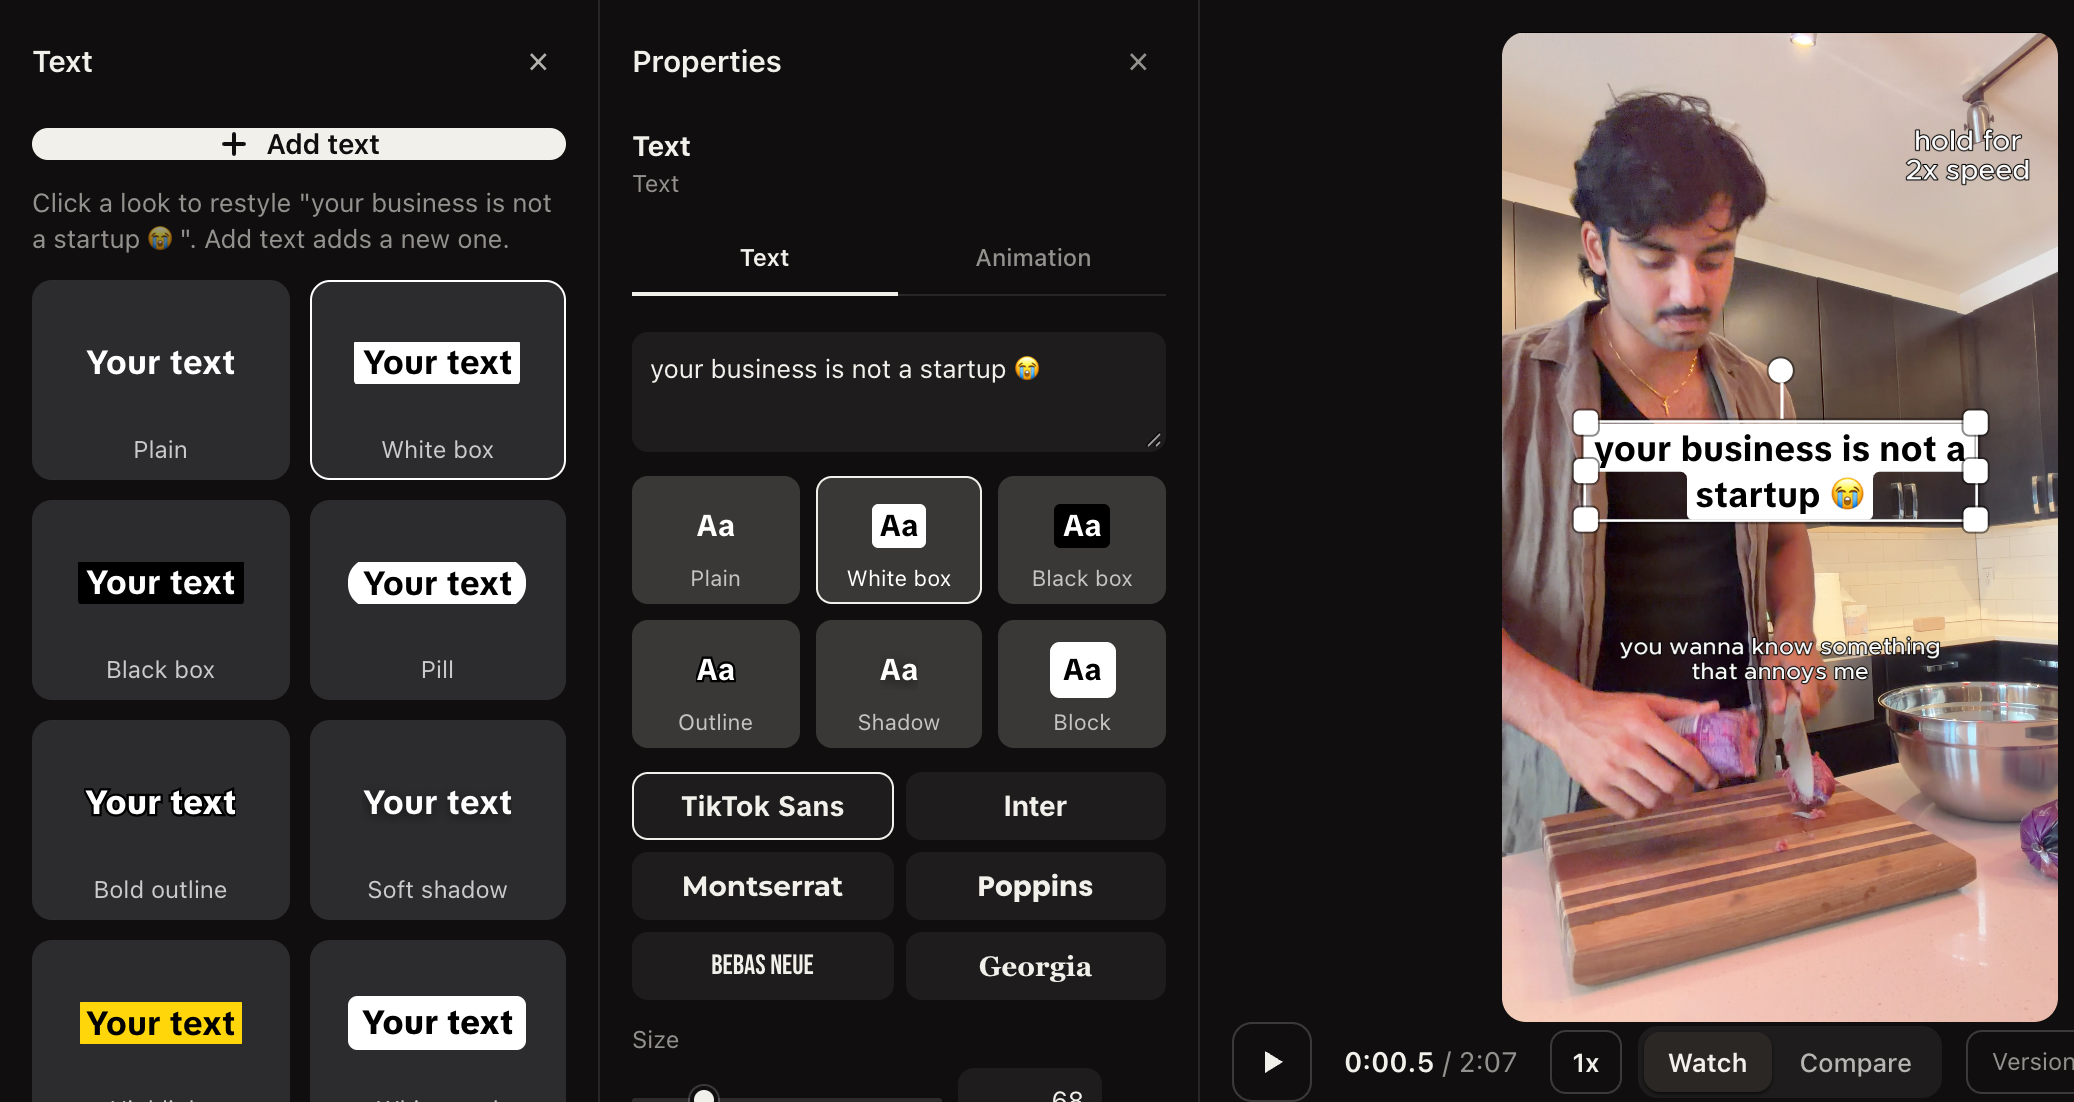 Text
Add text
Click a look to restyle "your business is not
a startup 😭 ". Add text adds a new one.
Your text
Plain
Your text
White box
Your text
Black box
Your text
Pill
Your text
Bold outline
Your text
Soft shadow
Your text
Your text
Properties
Text
Text
Text
Animation
your business is not a startup 😭
Aa
Plain
Aa
White box
Aa
Black box
Aa
Outline
Aa
Shadow
Aa
Block
TikTok Sans
Inter
Montserrat
Poppins
BEBAS NEUE
Georgia
Size
68
hold for
2x speed
your business is not a
startup 😭
you wanna know something
that annoys me
0:00.5 / 2:07
1x
Watch
Compare
Version